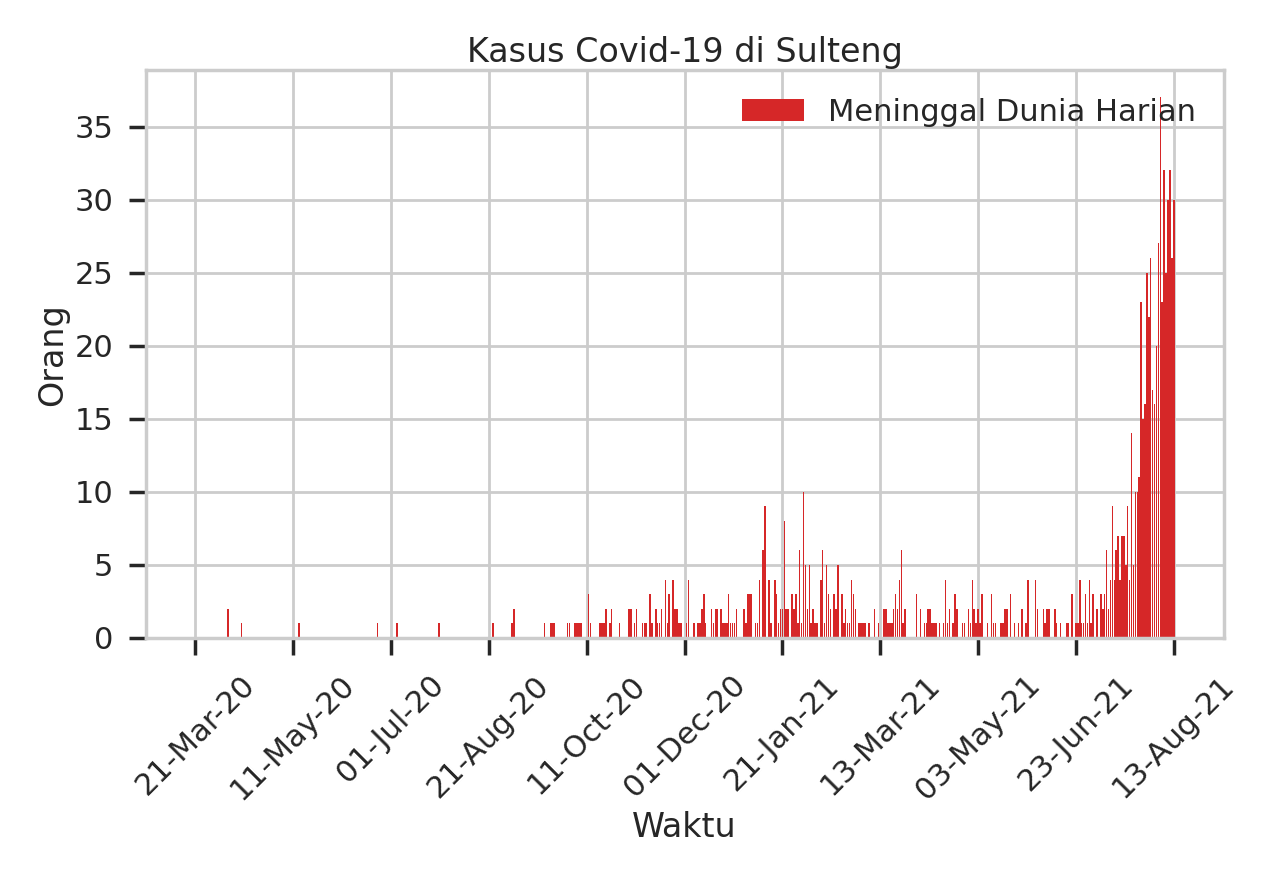 Kasus Covid-19 di Sulteng
Meninggal Dunia Harian
Orang
35
30
25
20
15
10
5
0
21-Mar-20
11-May-20
01-Jul-20
21-Aug-20
11-Oct-20
01-Dec-20
21-Jan-21
13-Mar-21
03-May-21
23-Jun-21
13-Aug-21
Waktu